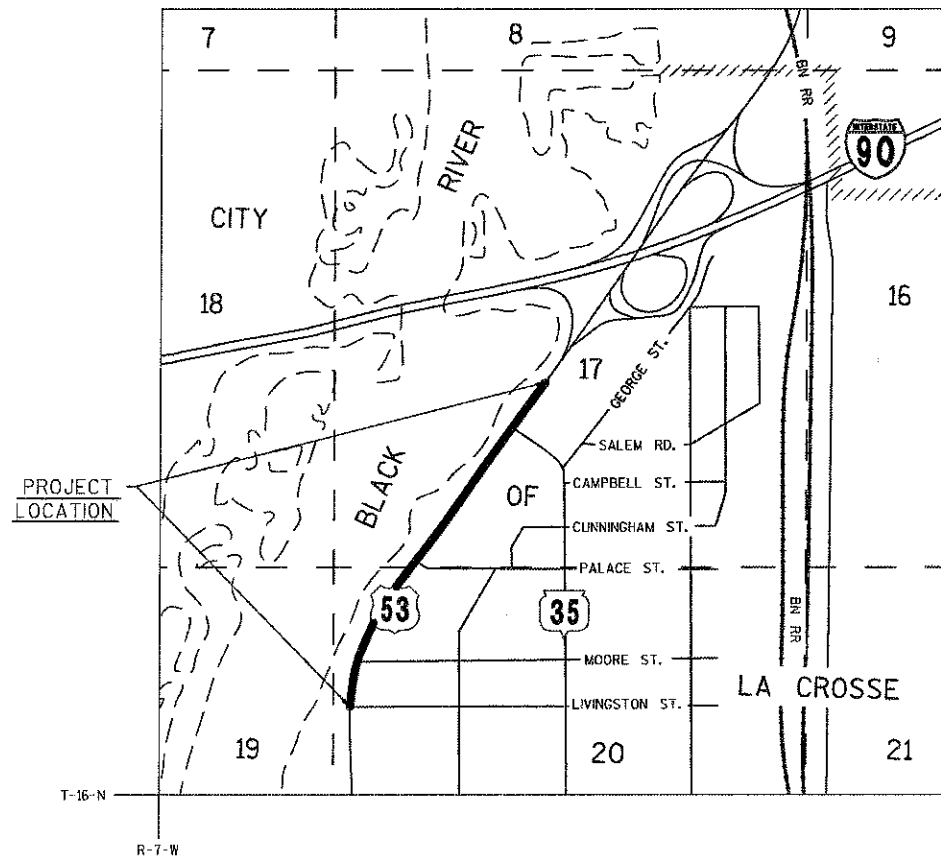 7
8
9
BN RR
INTERSTATE
90
RIVER
CITY
18
16
17
GEORGE ST.
SALEM RD.
PROJECT
LOCATION
BLACK
OF
CAMPBELL ST.
CUNNINGHAM ST.
PALACE ST.
53
35
BN RR
MOORE ST.
LA CROSSE
LIVINGSTON ST.
19
20
21
T-16-N
R-7-W